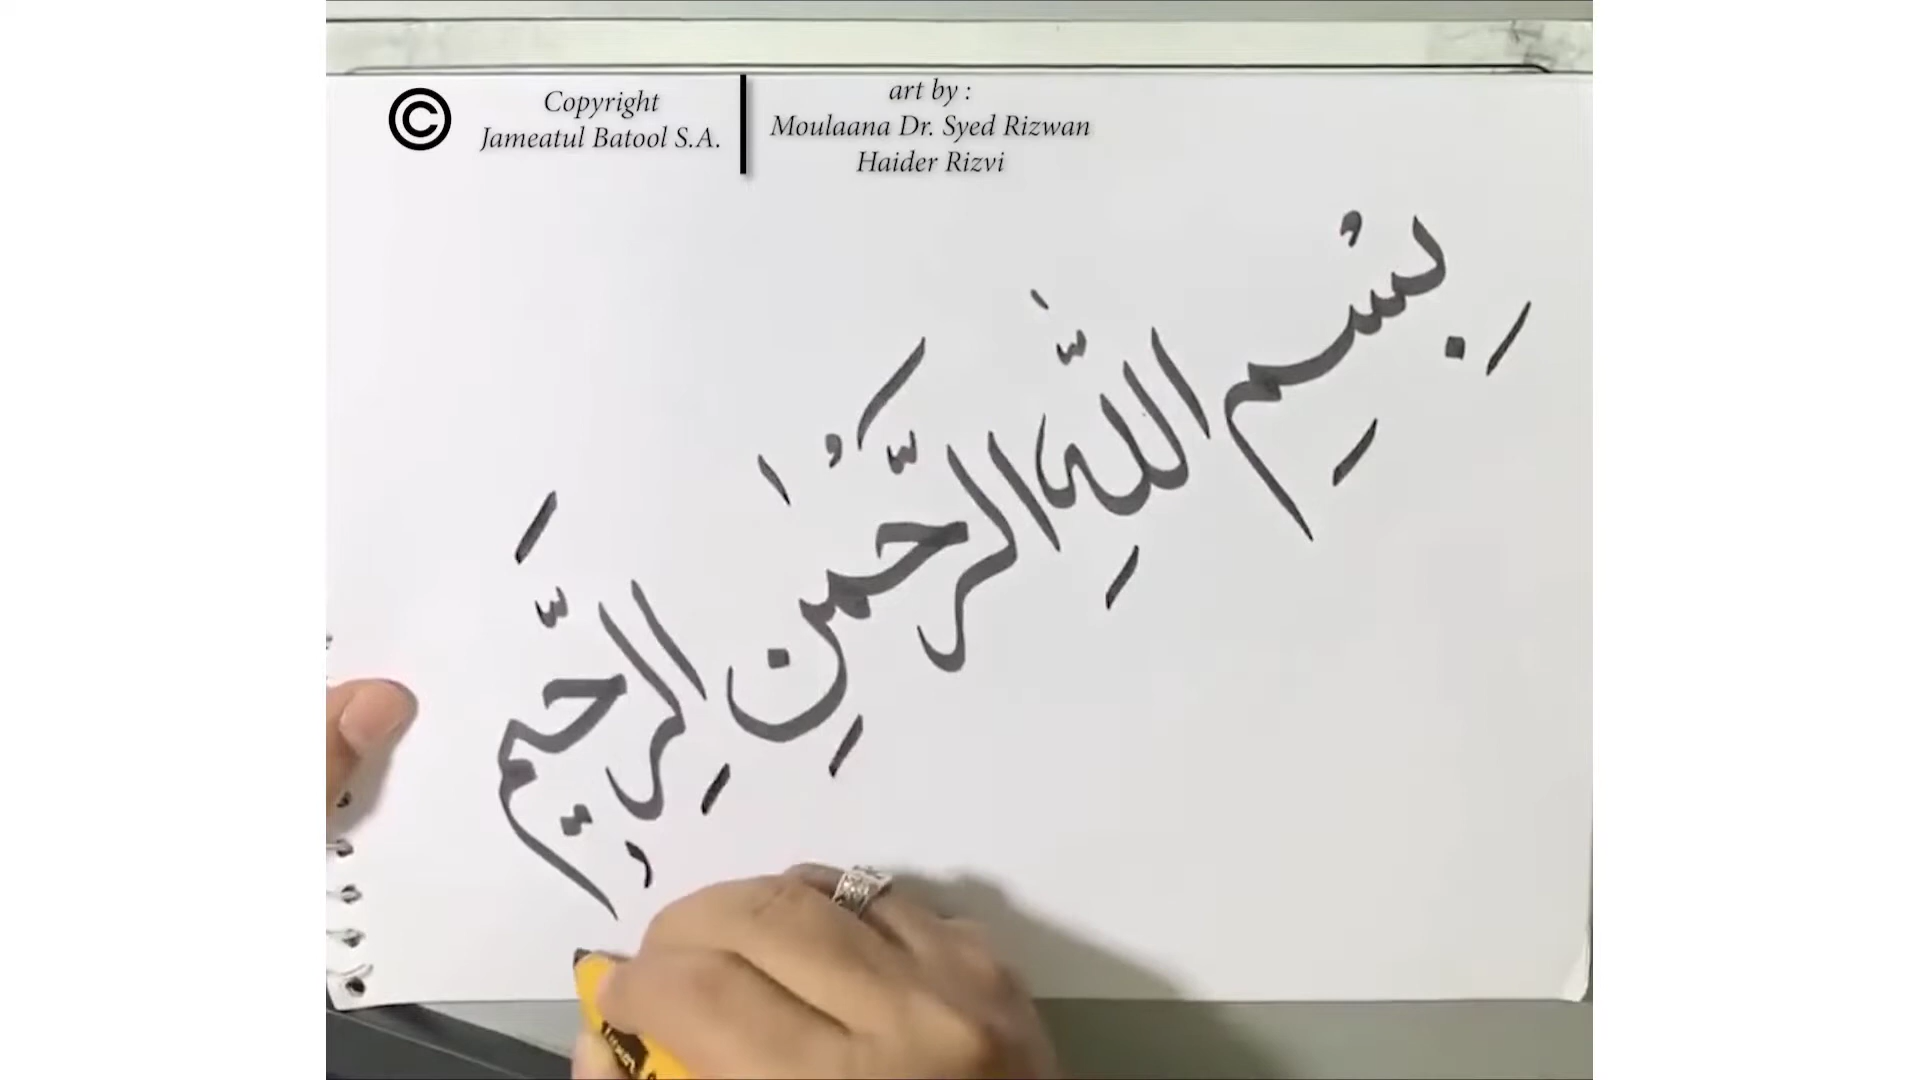 ©
Copyright
Jameatul Batool S.A.
art by :
Moulaana Dr. Syed Rizwan
Haider Rizvi
بِسْمِ اللّٰهِ الرَّحْمٰنِ الرَّحِیْمِ